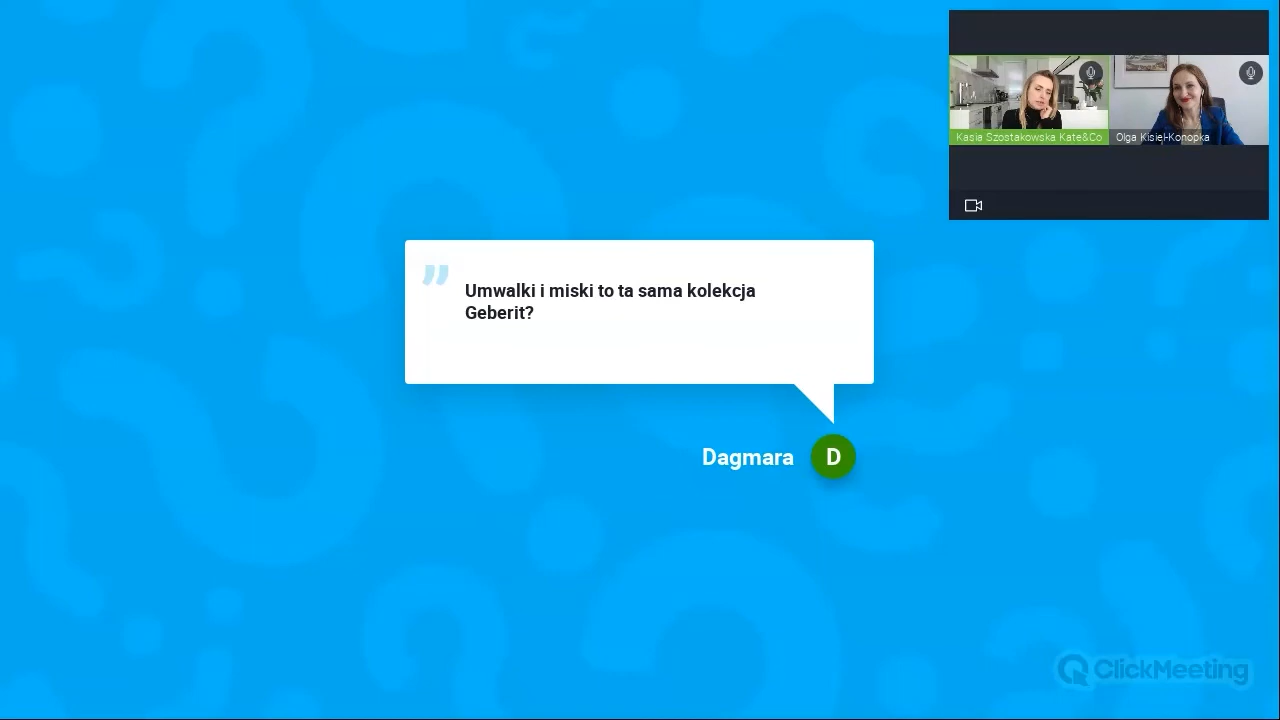 Kasia Szostakowska Kate&Co
Olga Kisiel-Konopka
Umwalki i miski to ta sama kolekcja
Geberit?
Dagmara
D
ClickMeeting